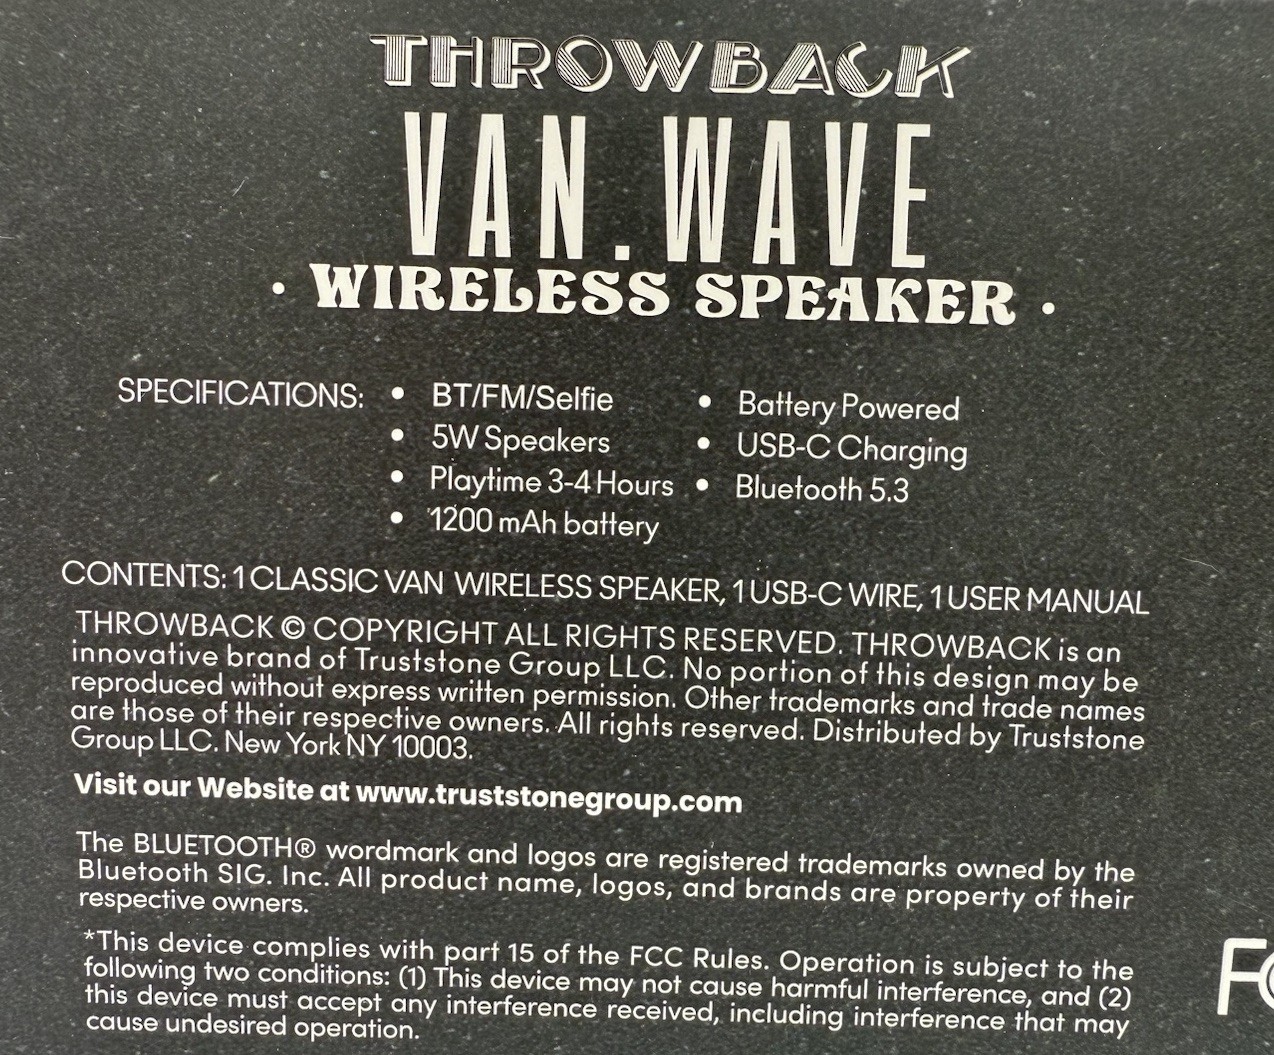 THROWBACK
VAN.WAVE
· WIRELESS SPEAKER ·
SPECIFICATIONS: • BT/FM/Selfie • Battery Powered
• 5W Speakers • USB-C Charging
• Playtime 3-4 Hours • Bluetooth 5.3
• 1200 mAh battery
CONTENTS: 1 CLASSIC VAN WIRELESS SPEAKER, 1 USB-C WIRE, 1 USER MANUAL
THROWBACK © COPYRIGHT ALL RIGHTS RESERVED. THROWBACK is an
innovative brand of Truststone Group LLC. No portion of this design may be
reproduced without express written permission. Other trademarks and trade names
are those of their respective owners. All rights reserved. Distributed by Truststone
Group LLC. New York NY 10003.
Visit our Website at www.truststonegroup.com
The BLUETOOTH® wordmark and logos are registered trademarks owned by the
Bluetooth SIG. Inc. All product name, logos, and brands are property of their
respective owners.
*This device complies with part 15 of the FCC Rules. Operation is subject to the
following two conditions: (1) This device may not cause harmful interference, and (2)
this device must accept any interference received, including interference that may
cause undesired operation.